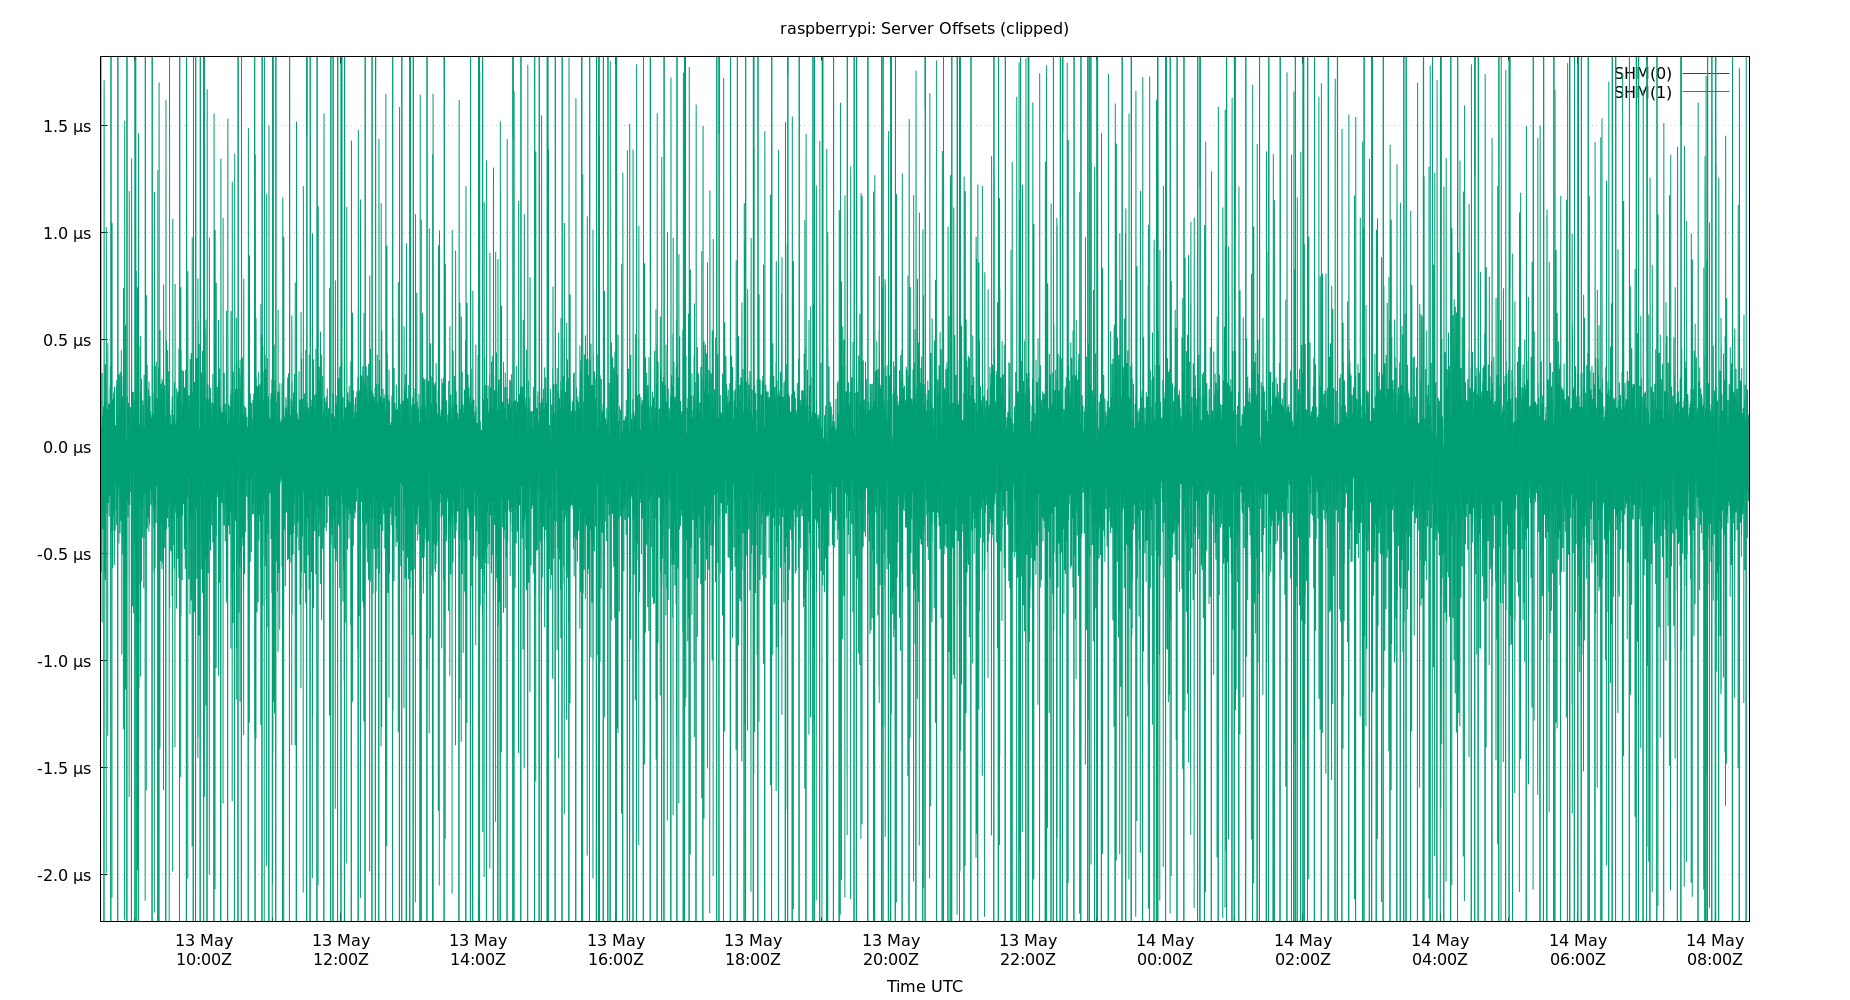 raspberrypi: Server Offsets (clipped)
SHM(0)
SHM(1)
1.5 µs
1.0 µs
0.5 µs
0.0 µs
-0.5 µs
-1.0 µs
-1.5 µs
-2.0 µs
13 May 13 May 13 May 13 May 13 May 13 May 13 May 14 May 14 May 14 May 14 May 14 May
10:00Z 12:00Z 14:00Z 16:00Z 18:00Z 20:00Z 22:00Z 00:00Z 02:00Z 04:00Z 06:00Z 08:00Z
Time UTC